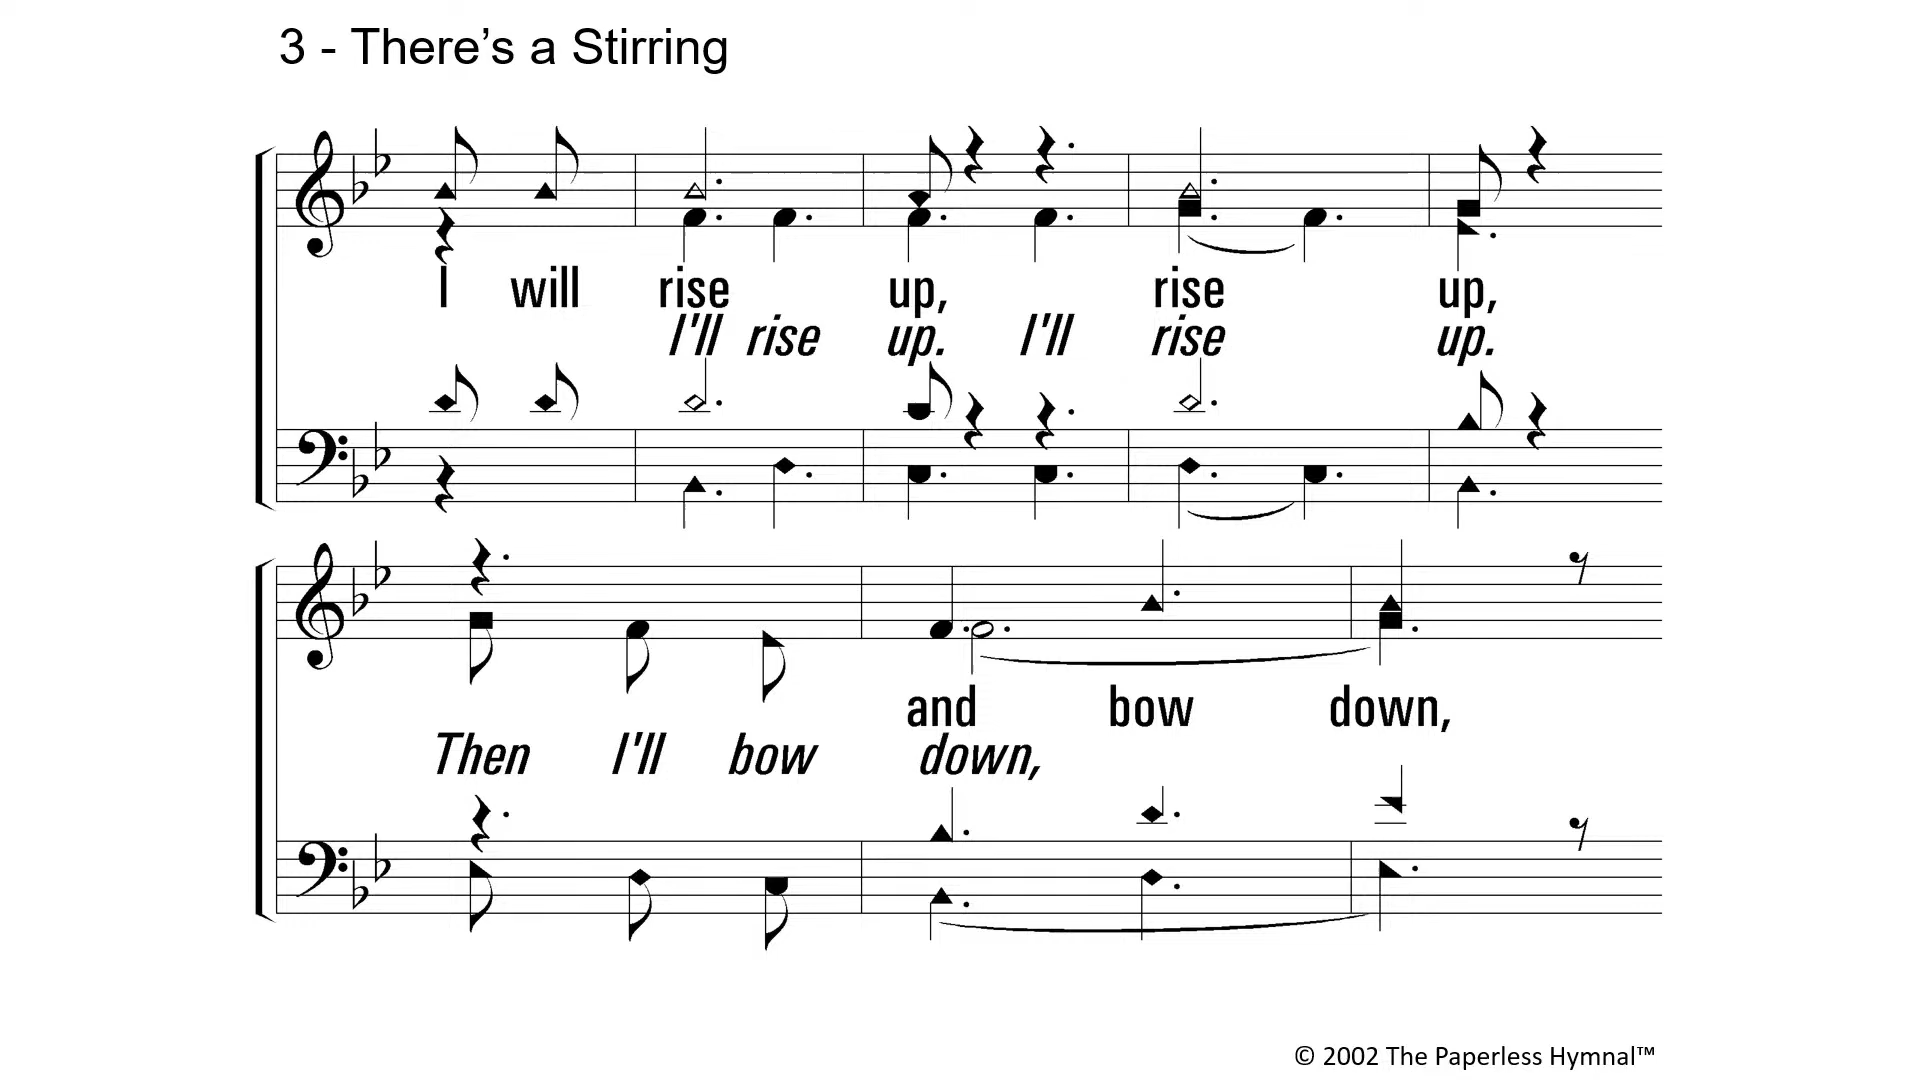 3 - There’s a Stirring
I will rise up, rise up,
I'll rise up. I'll rise up.
and bow down,
Then I'll bow down,
© 2002 The Paperless Hymnal™